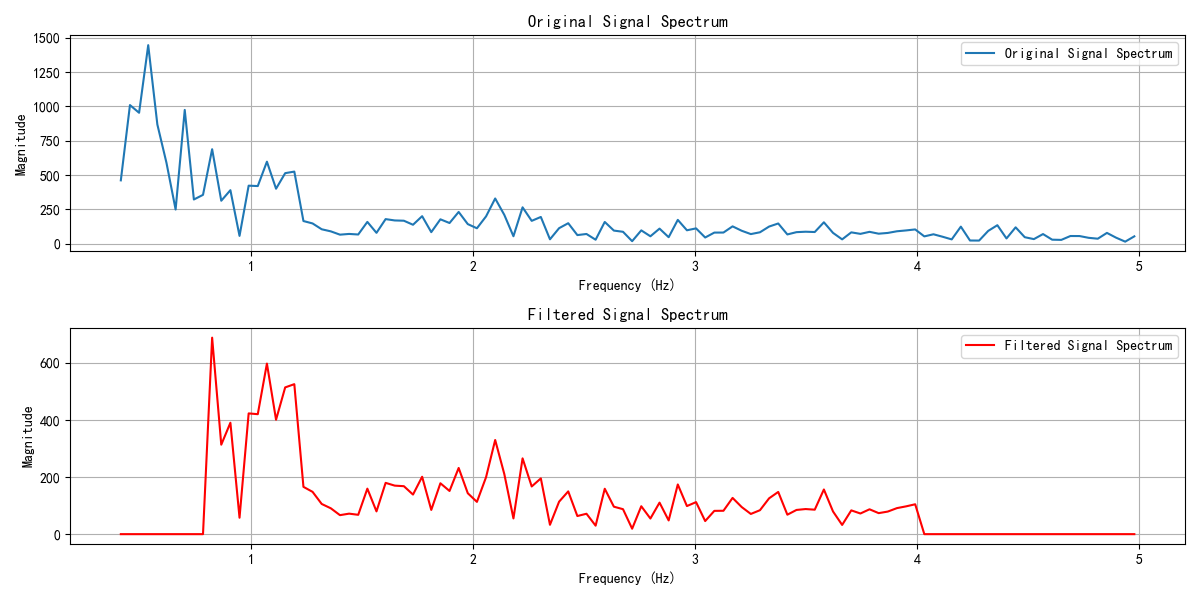 Original Signal Spectrum
Original Signal Spectrum
1500
1250
1000
750
500
250
0
Magnitude
1 2 3 4 5
Frequency (Hz)
Filtered Signal Spectrum
Filtered Signal Spectrum
600
400
200
0
Magnitude
1 2 3 4 5
Frequency (Hz)